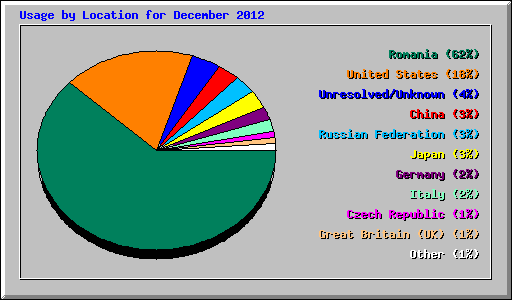 Usage by Location for December 2012
Romania (62%)
United States (18%)
Unresolved/Unknown (4%)
China (3%)
Russian Federation (3%)
Japan (3%)
Germany (2%)
Italy (2%)
Czech Republic (1%)
Great Britain (UK) (1%)
Other (1%)